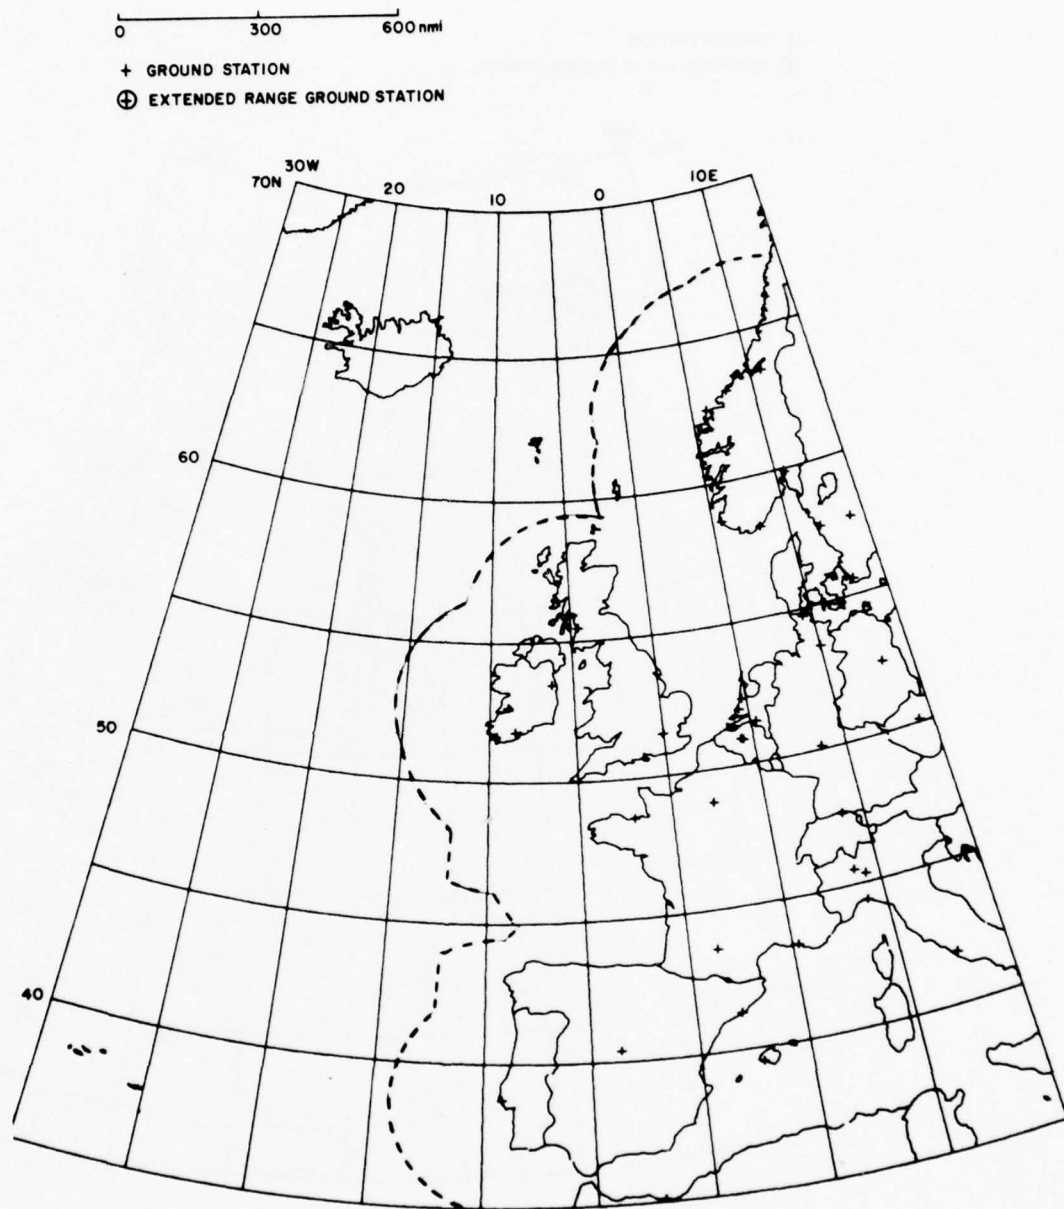 0 300 600 nmi
+ GROUND STATION
⊕ EXTENDED RANGE GROUND STATION
30W
70N 20 10 0 10E
60
50
40